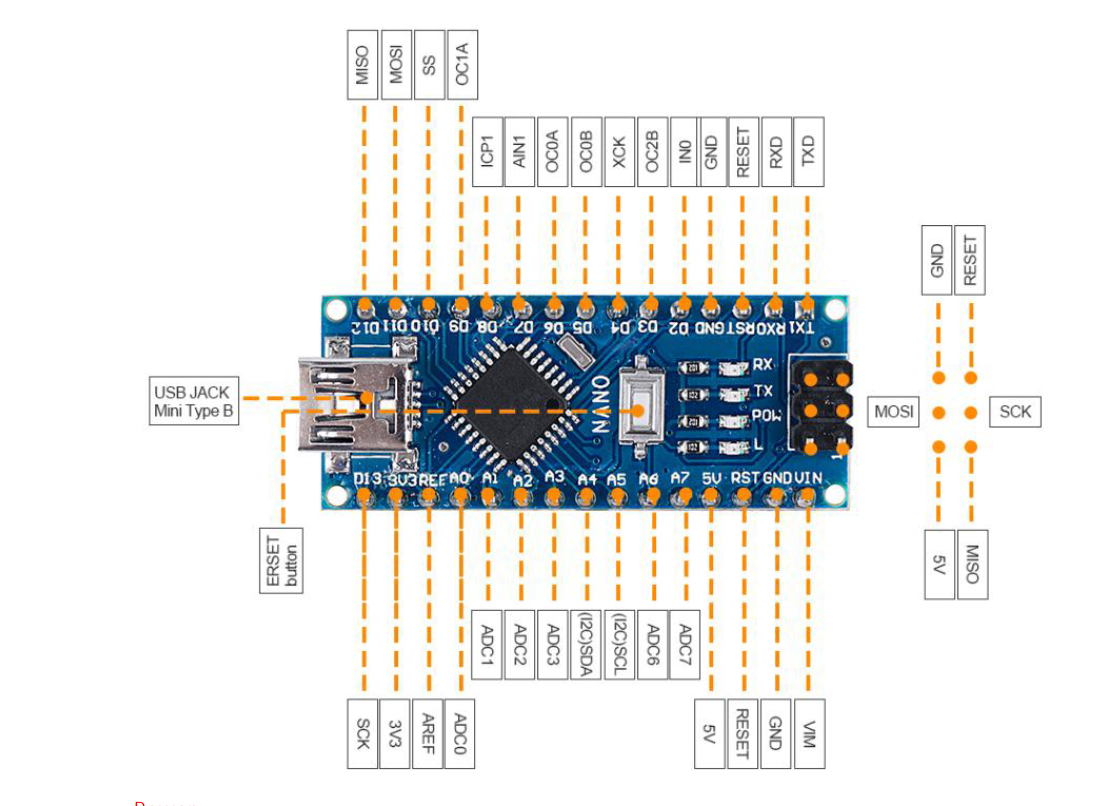 MISO
MOSI
SS
OC1A
ICP1
AIN1
OC0A
OC0B
XCK
OC2B
IN0
GND
RESET
RXD
TXD
GND
RESET
D12
D11
D10
D9
D8
D7
D6
D5
D4
D3
D2
GND
RST
RX0
TX1
RX
TX
POW
L
1
NANO
USB JACK
Mini Type B
MOSI
SCK
D13
3V3
REF
A0
A1
A2
A3
A4
A5
A6
A7
5V
RST
GND
VIN
ERSET
button
5V
MISO
ADC1
ADC2
ADC3
(I2C)SDA
(I2C)SCL
ADC6
ADC7
SCK
3V3
AREF
ADC0
5V
RESET
GND
VIM